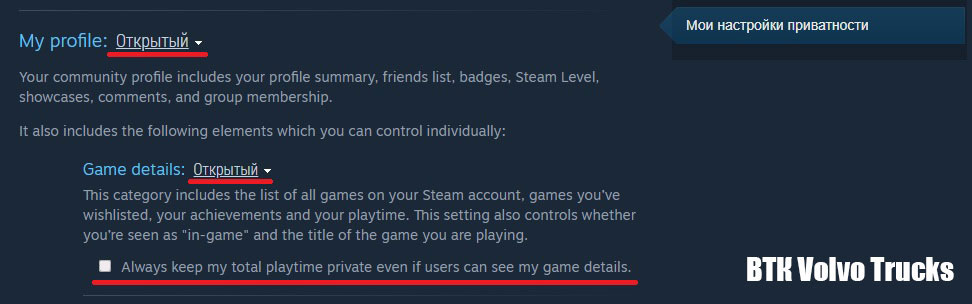 Мои настройки приватности
My profile: Открытый
Your community profile includes your profile summary, friends list, badges, Steam Level,
showcases, comments, and group membership.
It also includes the following elements which you can control individually:
Game details: Открытый
This category includes the list of all games on your Steam account, games you've
wishlisted, your achievements and your playtime. This setting also controls whether
you're seen as "in-game" and the title of the game you are playing.
Always keep my total playtime private even if users can see my game details.
ВТК Volvo Trucks